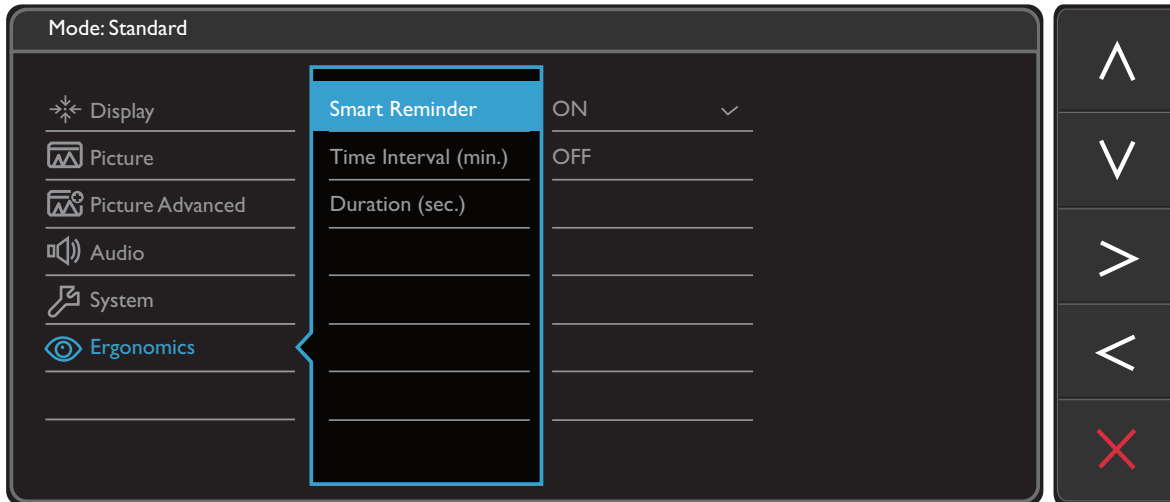 Mode: Standard
Display
Picture
Picture Advanced
Audio
System
Ergonomics
Smart Reminder
Time Interval (min.)
Duration (sec.)
ON
OFF